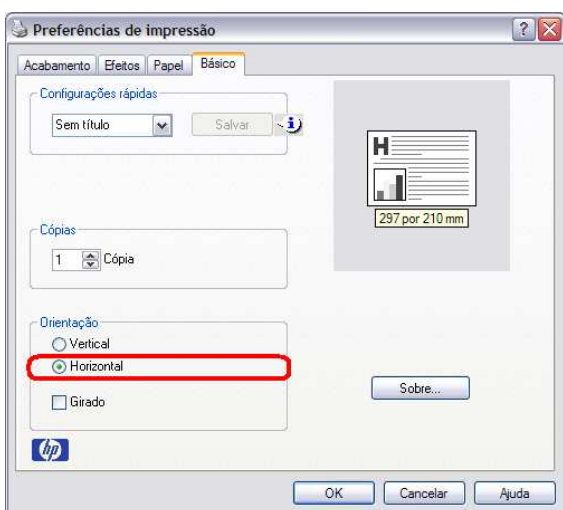 Preferências de impressão
Acabamento Efeitos Papel Básico
Configurações rápidas
Sem título
Salvar
H
297 por 210 mm
Cópias
1 Cópia
Orientação
Vertical
Horizontal
Girado
Sobre...
hp
OK Cancelar Ajuda